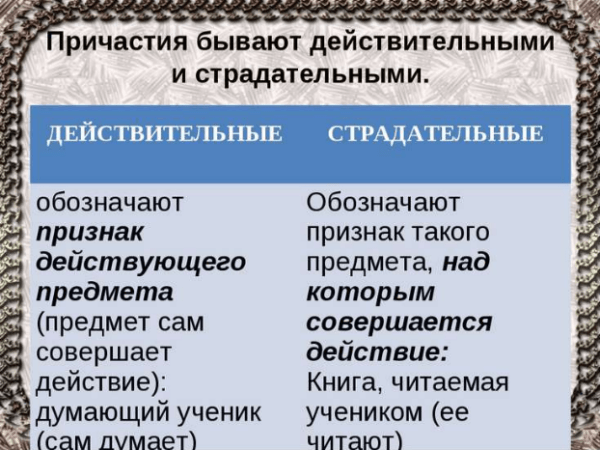 Причастия бывают действительными
и страдательными.
ДЕЙСТВИТЕЛЬНЫЕ
СТРАДАТЕЛЬНЫЕ
обозначают
признак
действующего
предмета
(предмет сам
совершает
действие):
думающий ученик
(сам думает)
Обозначают
признак такого
предмета, над
которым
совершается
действие:
Книга, читаемая
учеником (ее
читают)